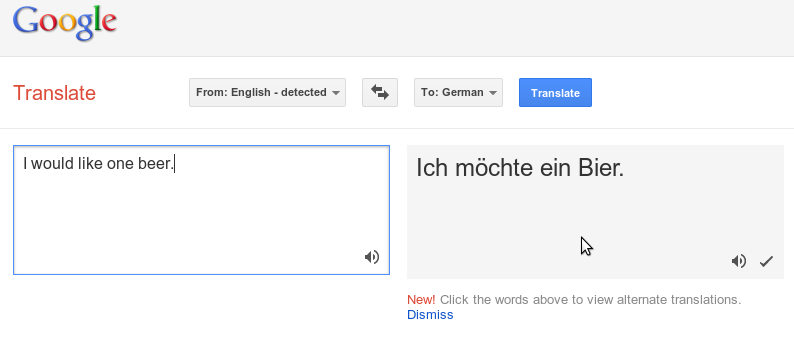 Google
Translate
From: English - detected
To: German
Translate
I would like one beer.
Ich möchte ein Bier.
New! Click the words above to view alternate translations.
Dismiss